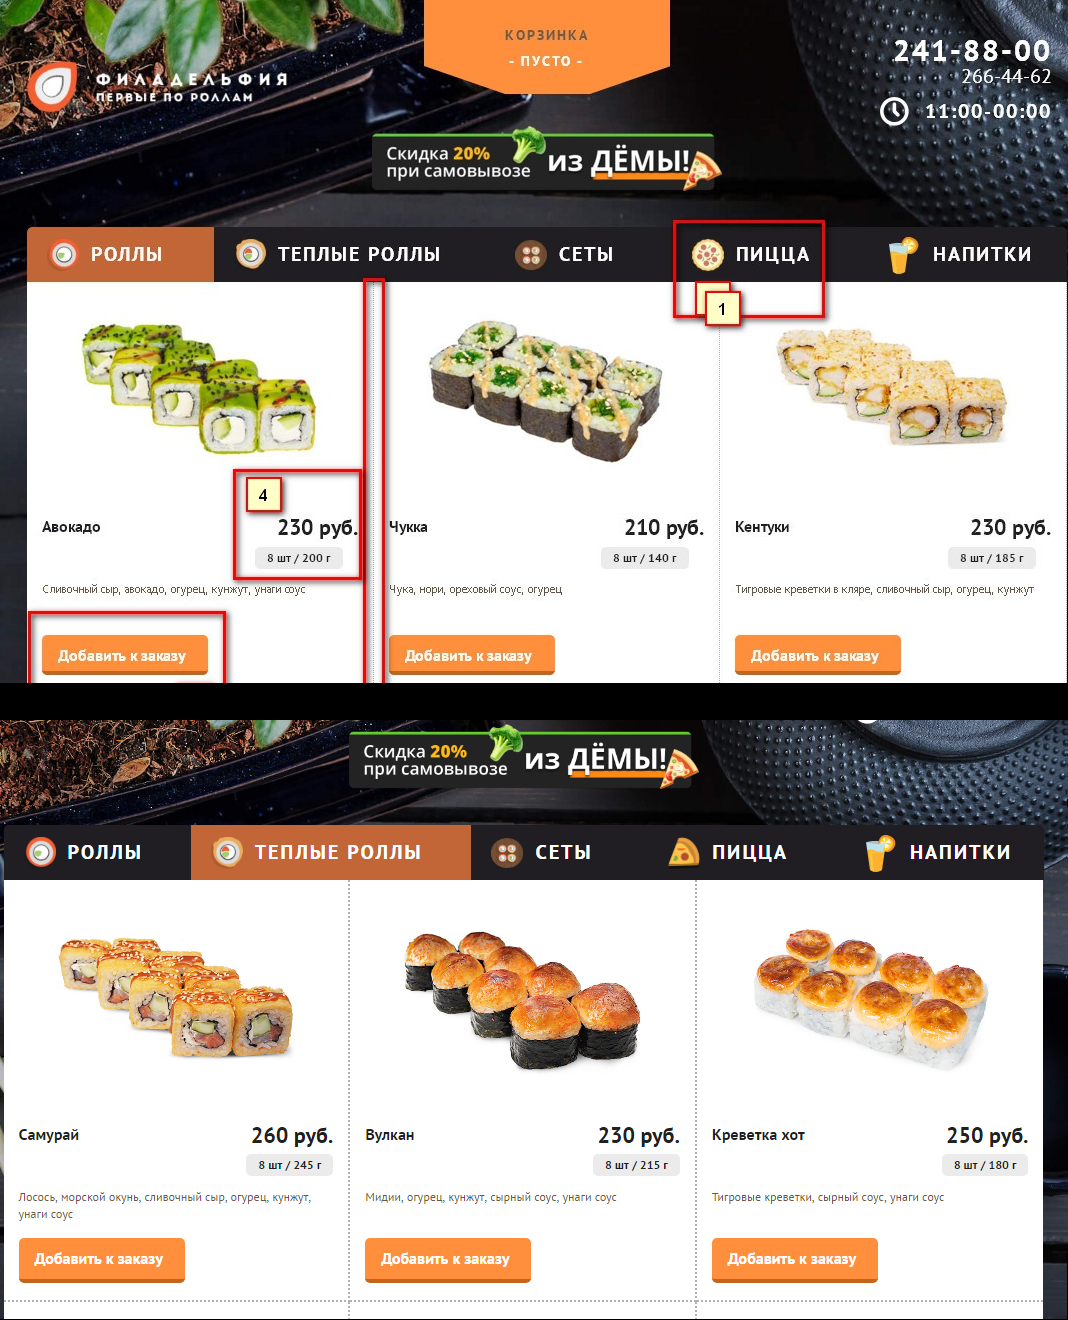 КОРЗИНКА
- ПУСТО -
ФИЛАДЕЛЬФИЯ
ПЕРВЫЕ ПО РОЛЛАМ
241-88-00
266-44-62
11:00-00:00
Скидка 20%
при самовывозе
из ДЁМЫ!
РОЛЛЫ ТЕПЛЫЕ РОЛЛЫ СЕТЫ ПИЦЦА НАПИТКИ
1
4
Авокадо 230 руб. Чукка 210 руб. Кентуки 230 руб.
8 шт / 200 г 8 шт / 140 г 8 шт / 185 г
Сливочный сыр, авокадо, огурец, кунжут, унаги соус Чука, нори, ореховый соус, огурец Тигровые креветки в кляре, сливочный сыр, огурец, кунжут
Добавить к заказу Добавить к заказу Добавить к заказу
Скидка 20%
при самовывозе
из ДЁМЫ!
РОЛЛЫ ТЕПЛЫЕ РОЛЛЫ СЕТЫ ПИЦЦА НАПИТКИ
Самурай 260 руб. Вулкан 230 руб. Креветка хот 250 руб.
8 шт / 245 г 8 шт / 215 г 8 шт / 180 г
Лосось, морской окунь, сливочный сыр, огурец, кунжут, Мидии, огурец, кунжут, сырный соус, унаги соус Тигровые креветки, сырный соус, унаги соус
унаги соус
Добавить к заказу Добавить к заказу Добавить к заказу